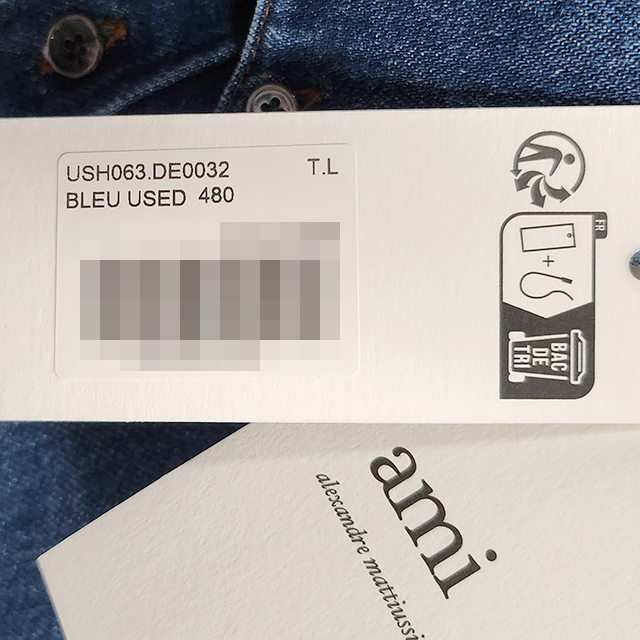 USH063.DE0032 T.L
BLEU USED 480
FR
BAC
DE
TRI
ami
alexandre mattiussi